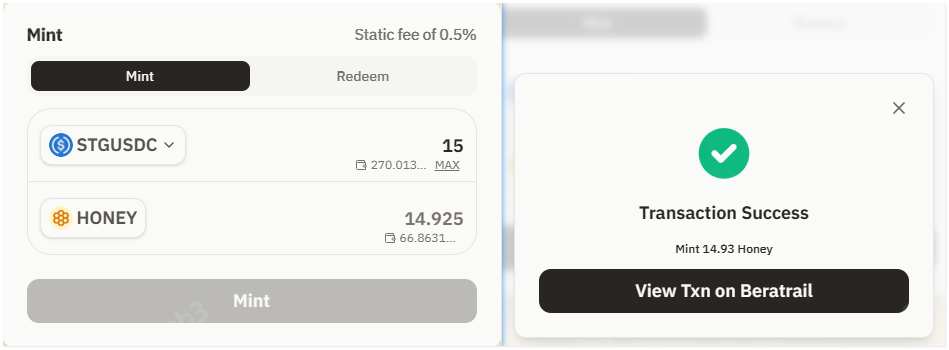 Mint
Static fee of 0.5%
Mint
Redeem
STGUSDC
15
270.013... MAX
HONEY
14.925
66.8631...
Mint
Transaction Success
Mint 14.93 Honey
View Txn on Beratrail